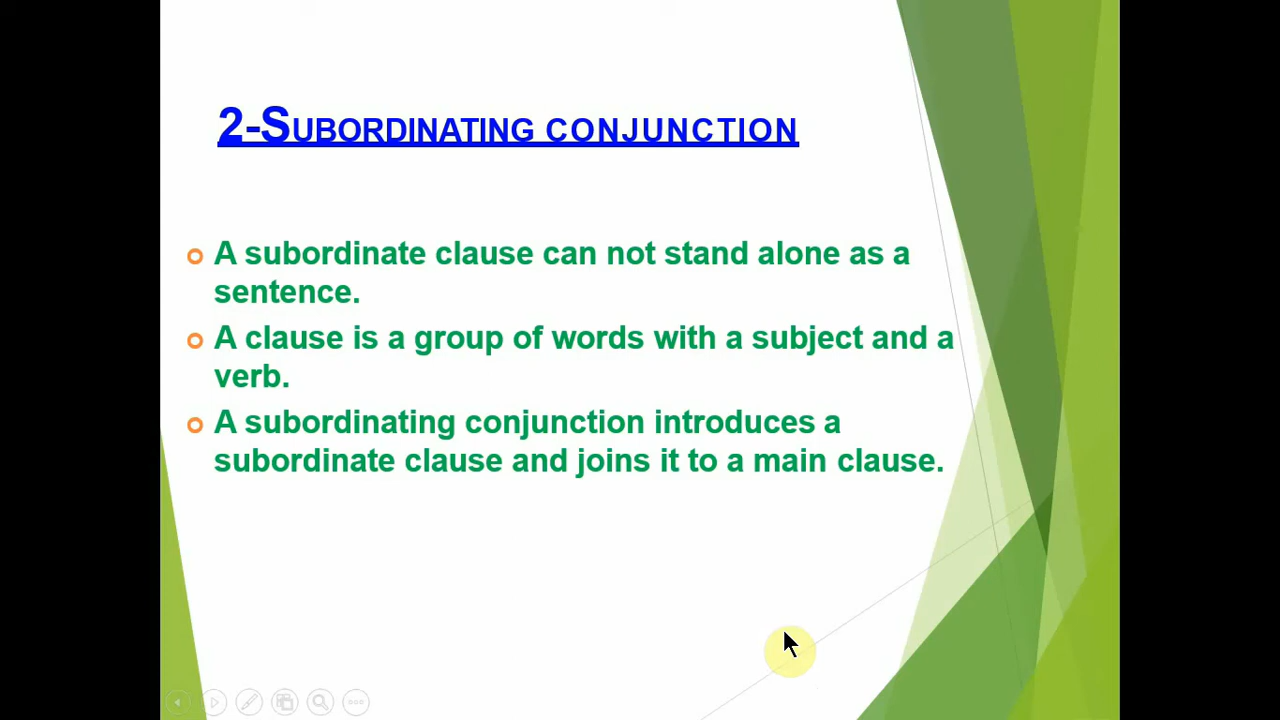 2-SUBORDINATING CONJUNCTION
A subordinate clause can not stand alone as a
sentence.
A clause is a group of words with a subject and a
verb.
A subordinating conjunction introduces a
subordinate clause and joins it to a main clause.